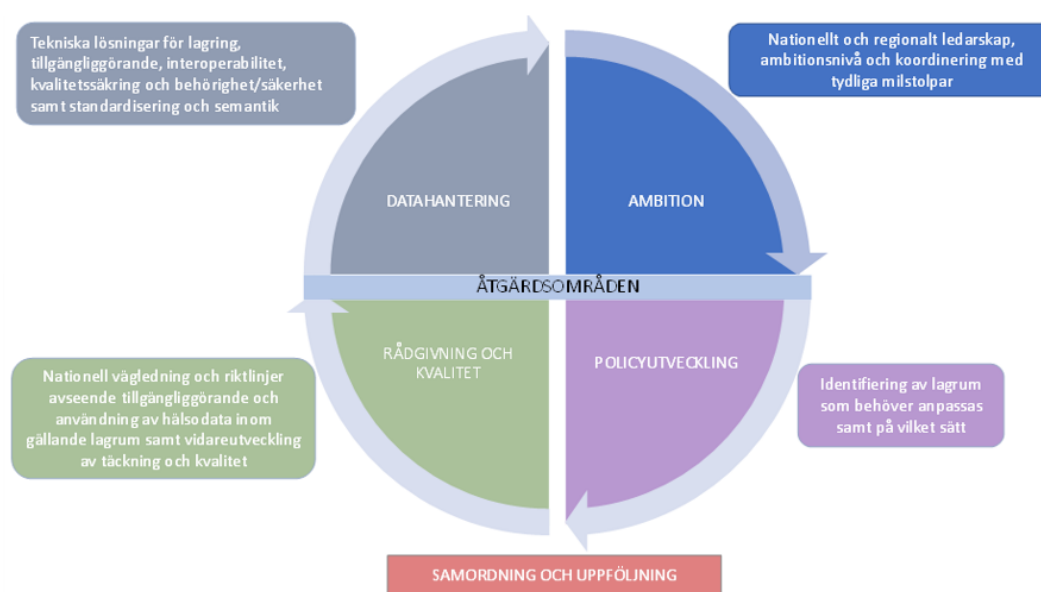 Tekniska lösningar för lagring,
tillgängliggörande, interoperabilitet,
kvalitetssäkring och behörighet/säkerhet
samt standardisering och semantik
Nationellt och regionalt ledarskap,
ambitionsnivå och koordinering med
tydliga milstolpar
DATAHANTERING
AMBITION
ÅTGÄRDSOMRÅDEN
RÅDGIVNING OCH
KVALITET
POLICYUTVECKLING
Nationell vägledning och riktlinjer
avseende tillgängliggörande och
användning av hälsodata inom
gällande lagrum samt vidareutveckling
av täckning och kvalitet
Identifiering av lagrum
som behöver anpassas
samt på vilket sätt
SAMORDNING OCH UPPFÖLJNING